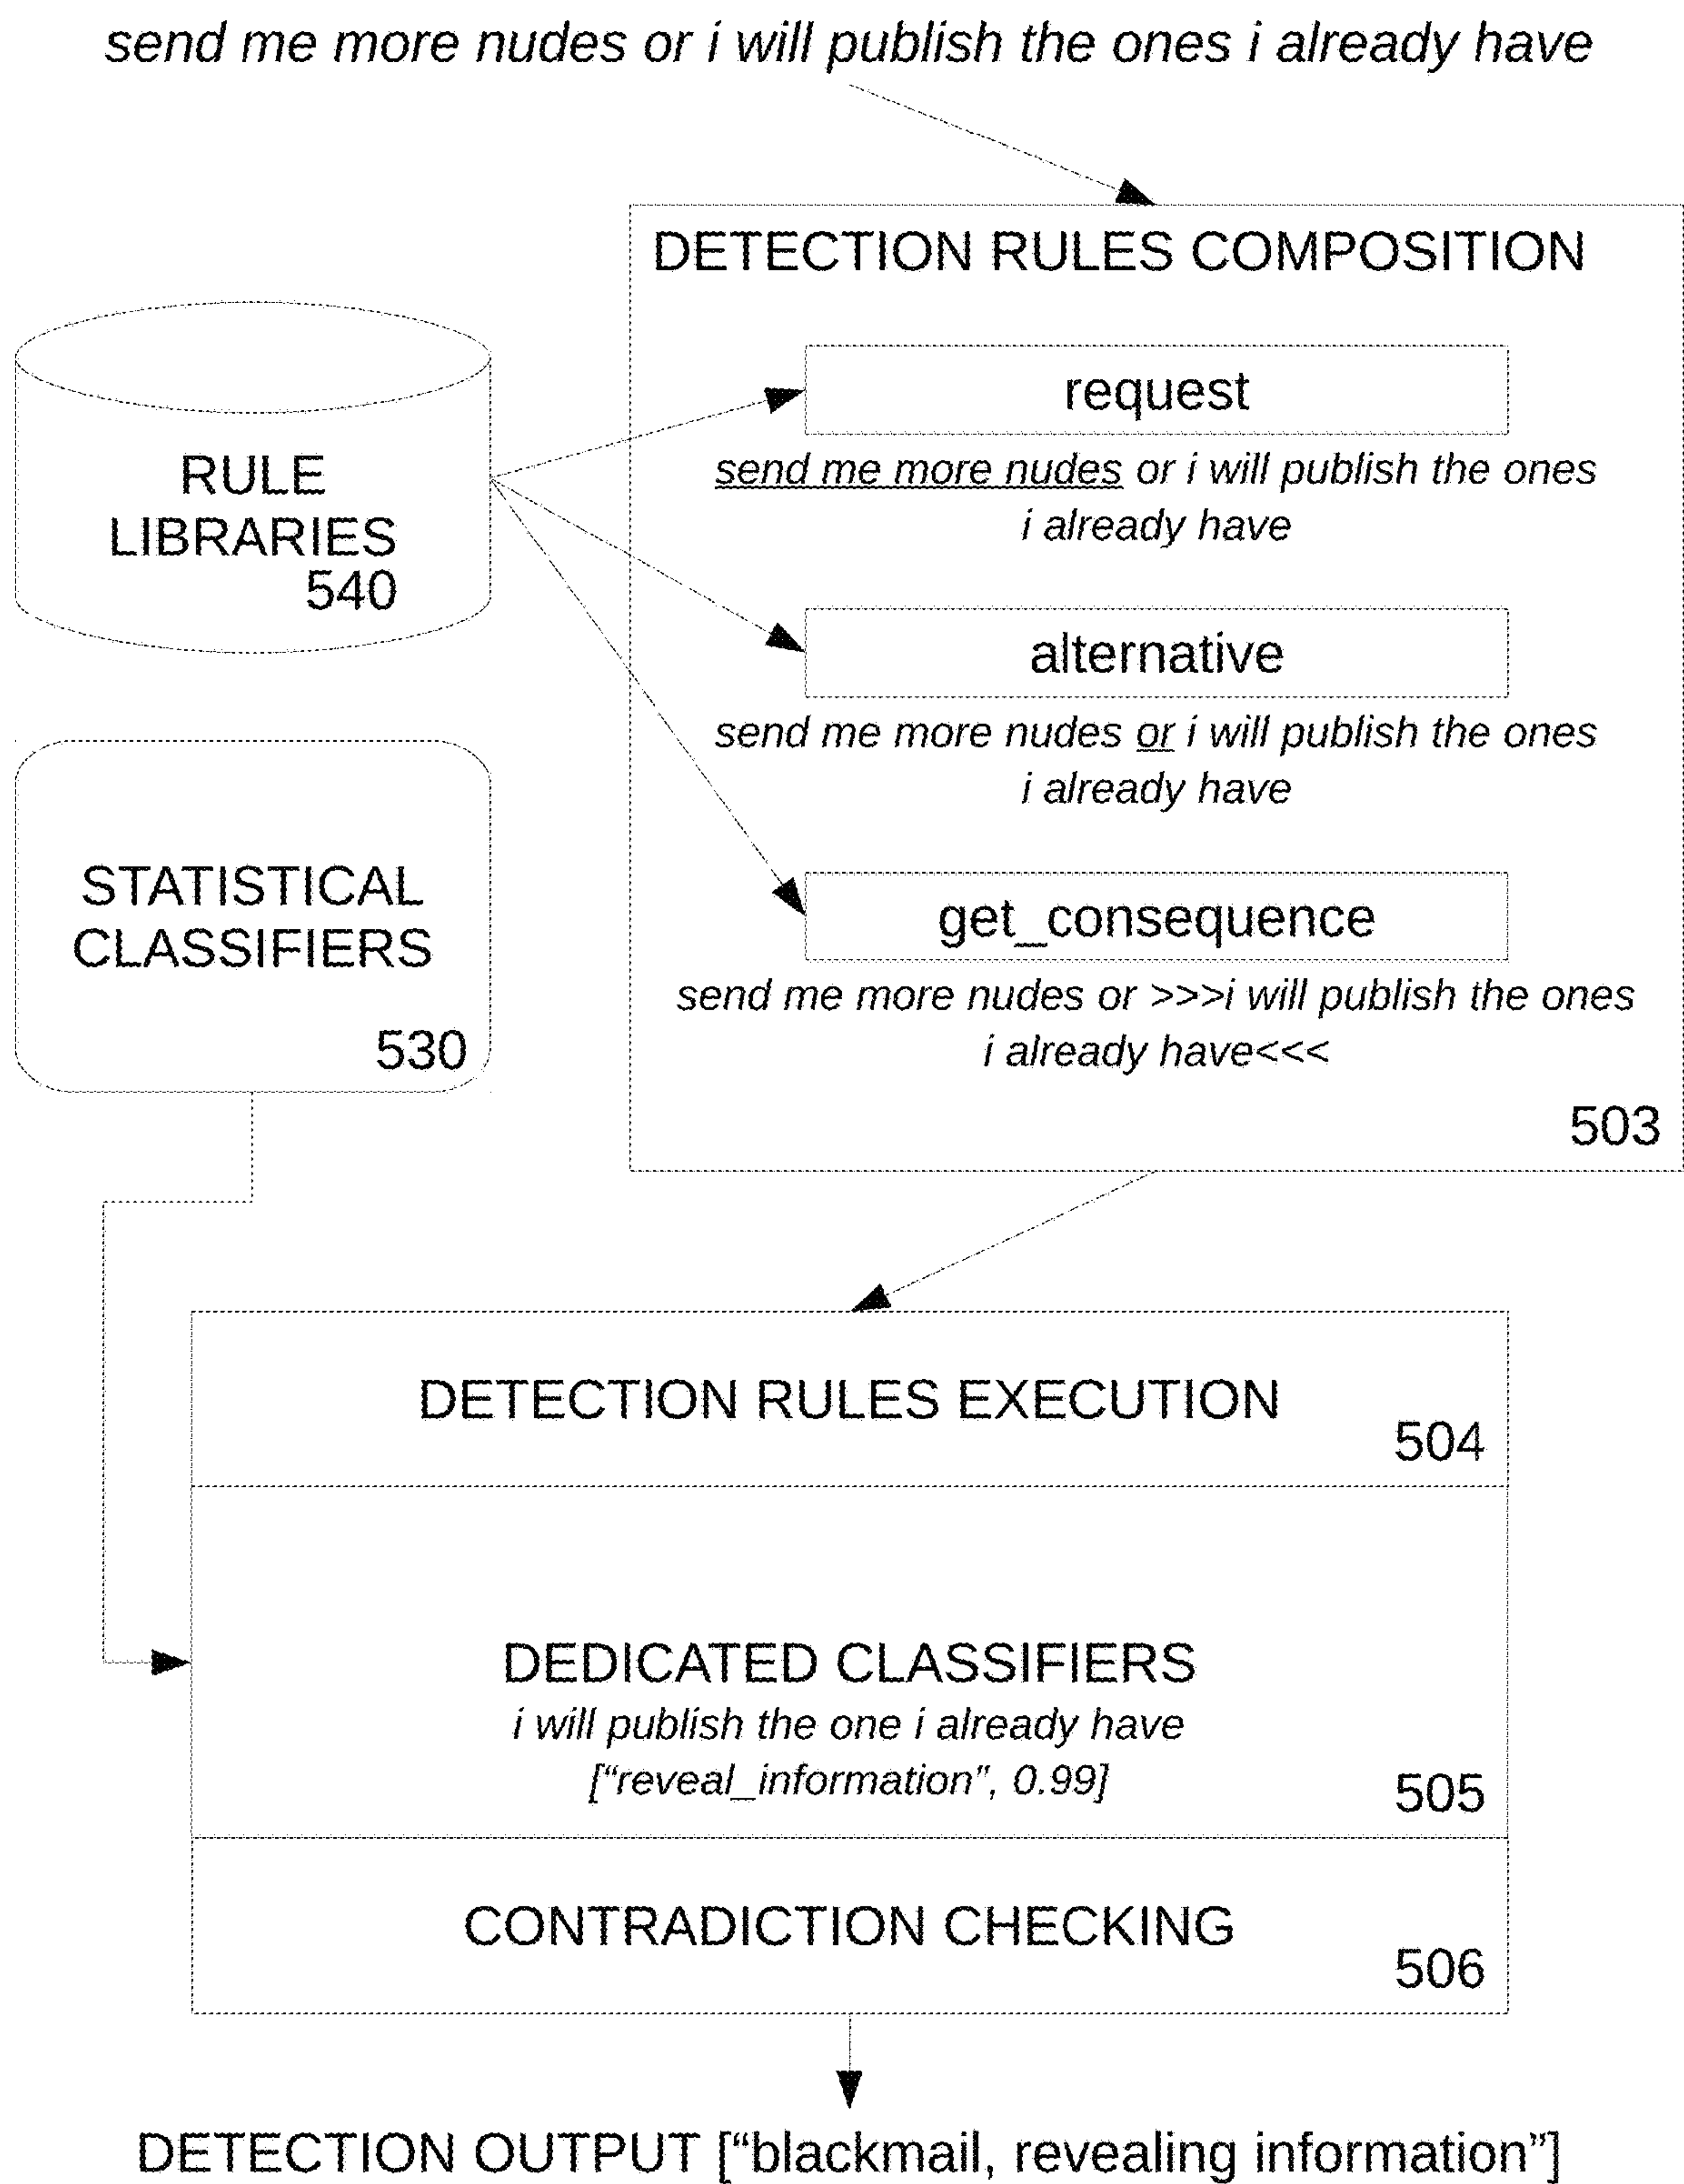 send me more nudes or i will publish the ones i already have
DETECTION RULES COMPOSITION
request
send me more nudes or i will publish the ones
i already have
alternative
send me more nudes or i will publish the ones
i already have
get_consequence
send me more nudes or >>>i will publish the ones
i already have<<<
503
RULE
LIBRARIES
540
STATISTICAL
CLASSIFIERS
530
DETECTION RULES EXECUTION
504
DEDICATED CLASSIFIERS
i will publish the one i already have
[“reveal_information”, 0.99]
505
CONTRADICTION CHECKING
506
DETECTION OUTPUT [“blackmail, revealing information”]